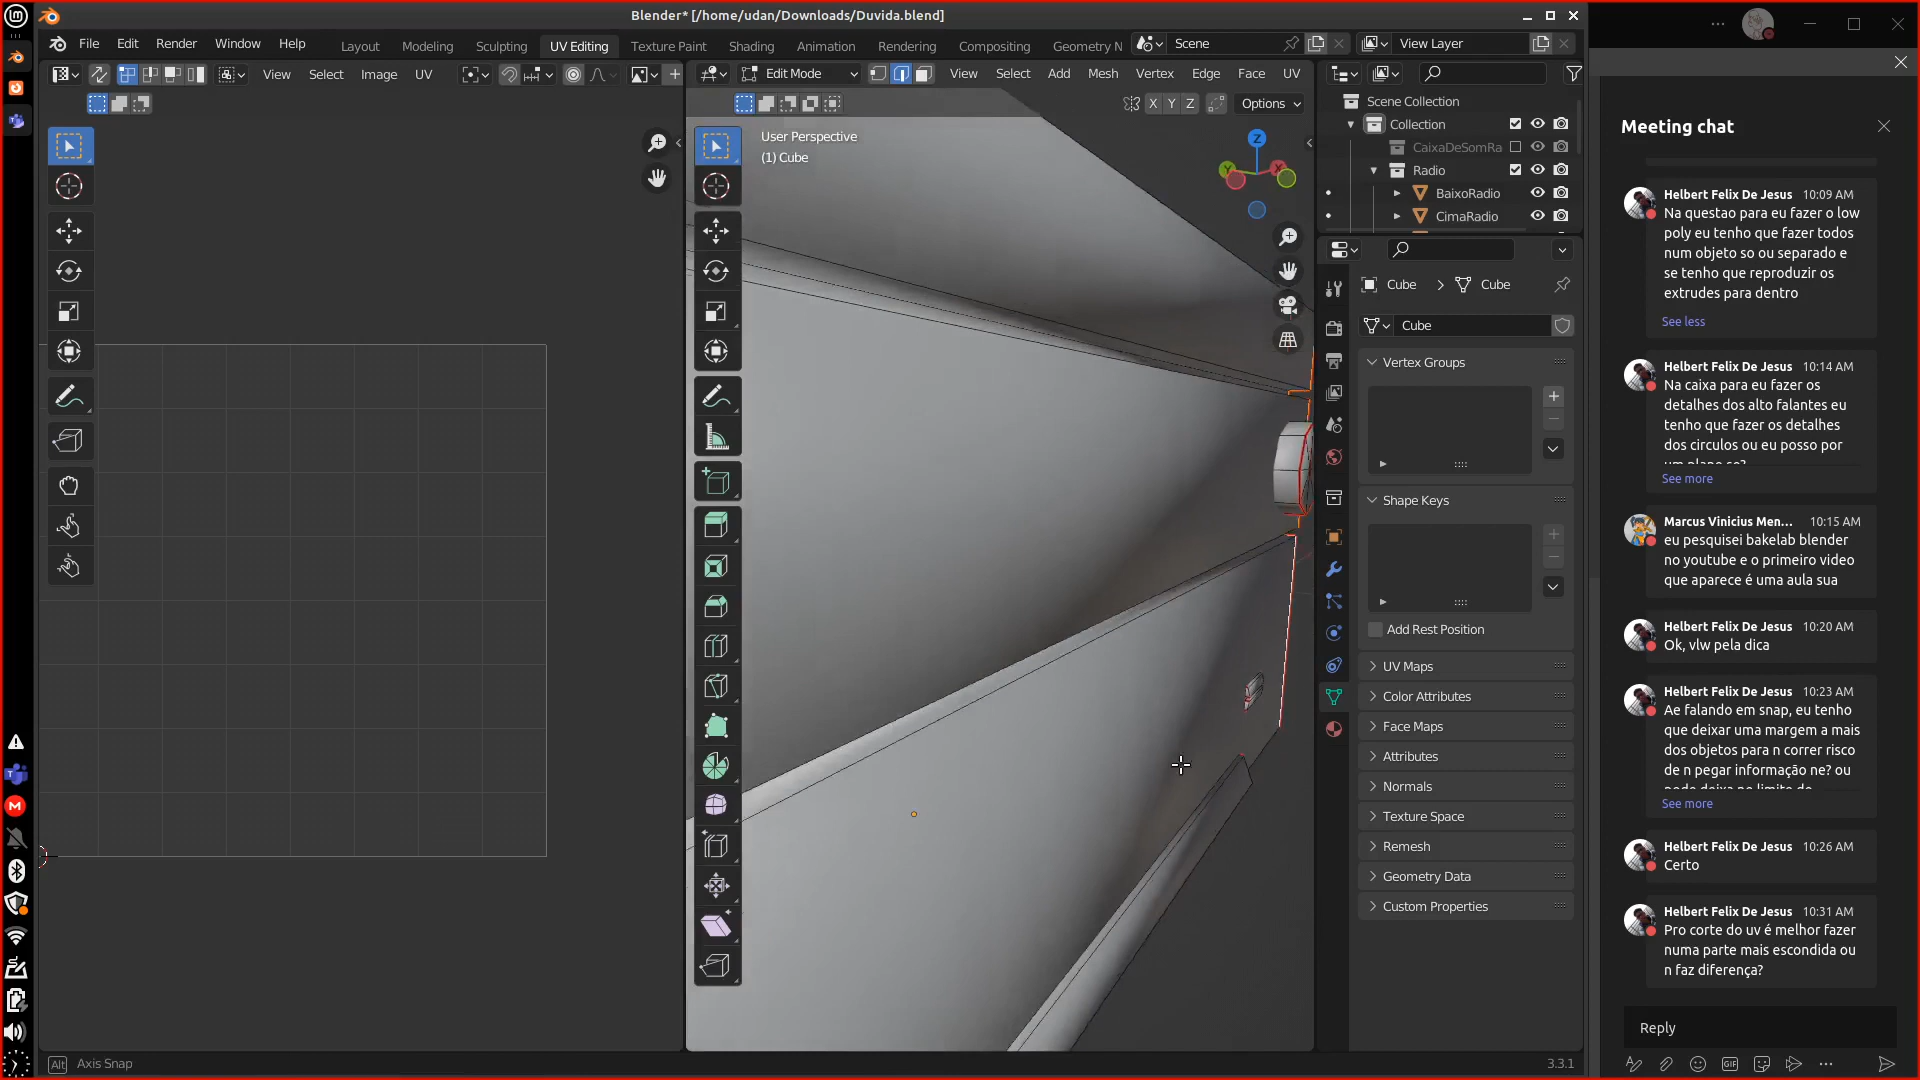 Blender* [/home/udan/Downloads/Duvida.blend]
File Edit Render Window Help
Layout Modeling Sculpting UV Editing Texture Paint Shading Animation Rendering Compositing Geometry N
Scene
View Layer
View Select Image UV
Edit Mode
View Select Add Mesh Vertex Edge Face UV
X Y Z
Options
User Perspective
(1) Cube
Z
Y
X
Scene Collection
Collection
CaixaDeSomRa
Radio
BaixoRadio
CimaRadio
Cube > Cube
Cube
Vertex Groups
Shape Keys
Add Rest Position
UV Maps
Color Attributes
Face Maps
Attributes
Normals
Texture Space
Remesh
Geometry Data
Custom Properties
Alt Axis Snap
3.3.1
Meeting chat
Helbert Felix De Jesus 10:09 AM
Na questao para eu fazer o low
poly eu tenho que fazer todos
num objeto so ou separado e
se tenho que reproduzir os
extrudes para dentro
See less
Helbert Felix De Jesus 10:14 AM
Na caixa para eu fazer os
detalhes dos alto falantes eu
tenho que fazer os detalhes
dos circulos ou eu posso por
um plano so?
See more
Marcus Vinicius Men... 10:15 AM
eu pesquisei bakelab blender
no youtube e o primeiro video
que aparece é uma aula sua
Helbert Felix De Jesus 10:20 AM
Ok, vlw pela dica
Helbert Felix De Jesus 10:23 AM
Ae falando em snap, eu tenho
que deixar uma margem a mais
dos objetos para n correr risco
de n pegar informação ne? ou
pode deixa no limite do
See more
Helbert Felix De Jesus 10:26 AM
Certo
Helbert Felix De Jesus 10:31 AM
Pro corte do uv é melhor fazer
numa parte mais escondida ou
n faz diferença?
Reply
GIF